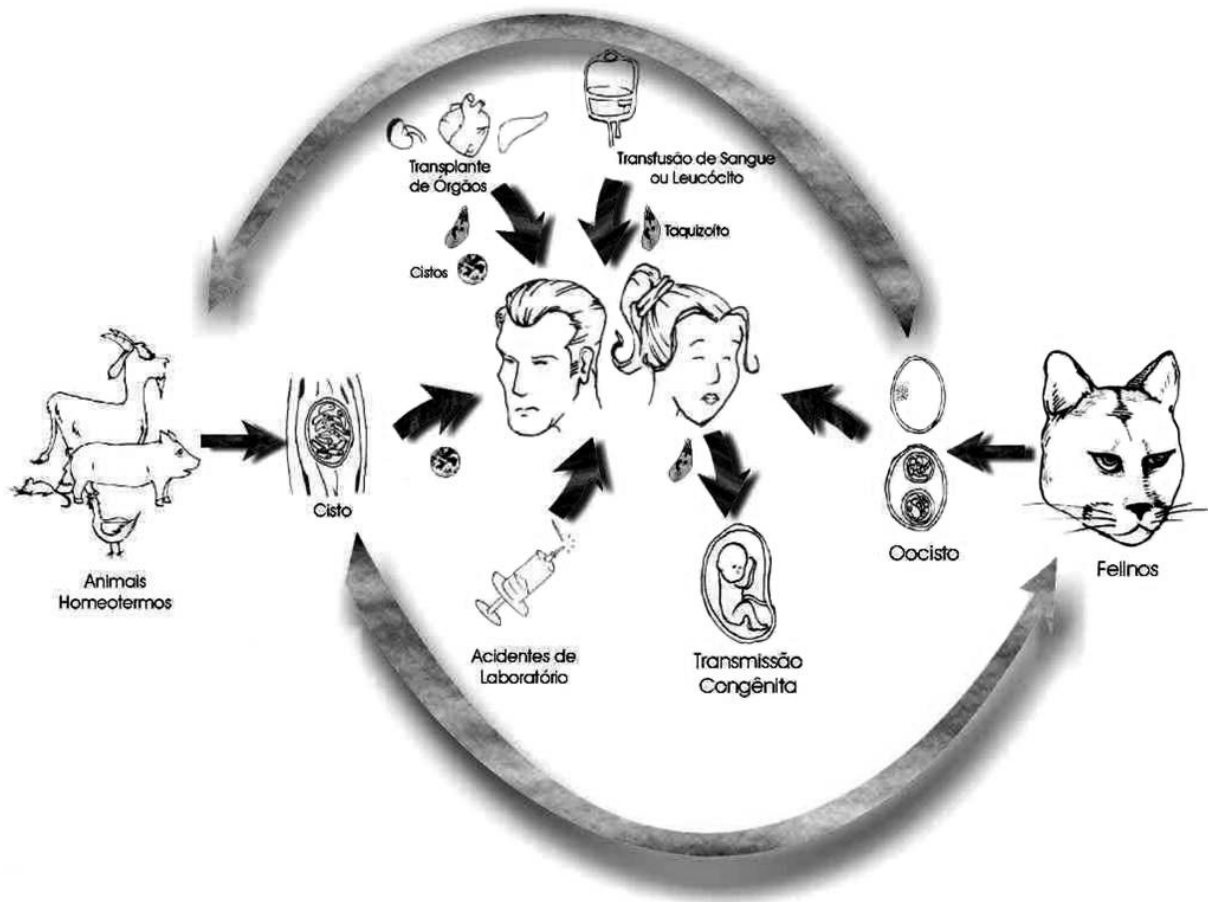 Transplante
de Órgãos
Transfusão de Sangue
ou Leucócito
Taquizoíto
Cistos
Cisto
Oocisto
Felinos
Animais
Homeotermos
Acidentes de
Laboratório
Transmissão
Congênita